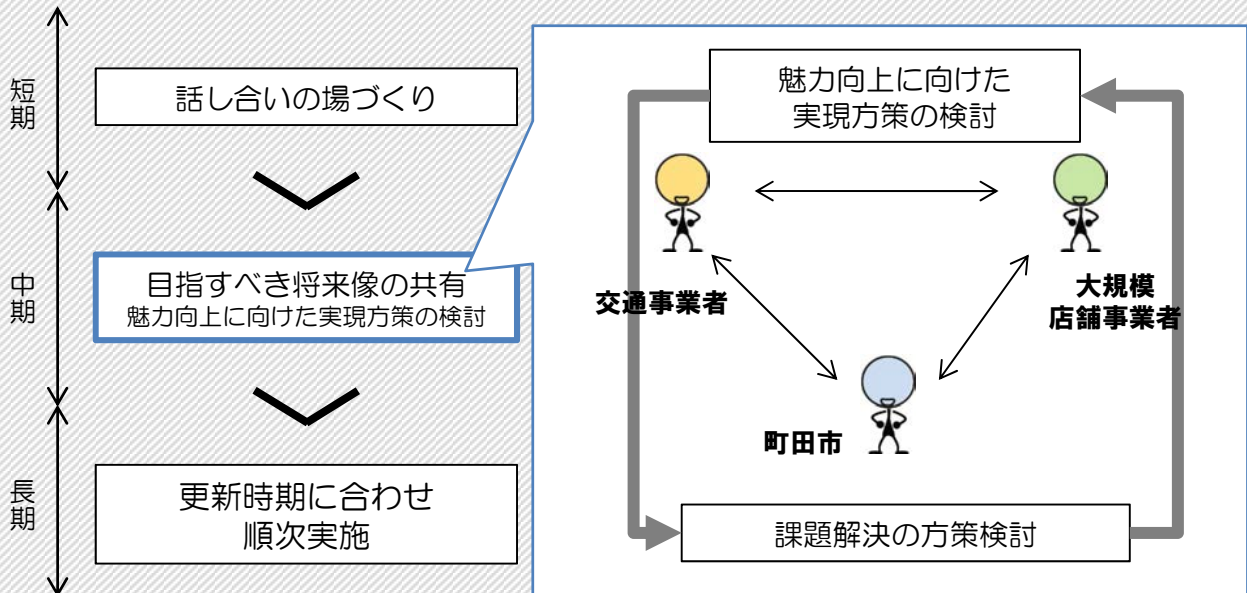 短期
話し合いの場づくり
中期
目指すべき将来像の共有
魅力向上に向けた実現方策の検討
長期
更新時期に合わせ
順次実施
魅力向上に向けた
実現方策の検討
交通事業者
大規模
店舗事業者
町田市
課題解決の方策検討